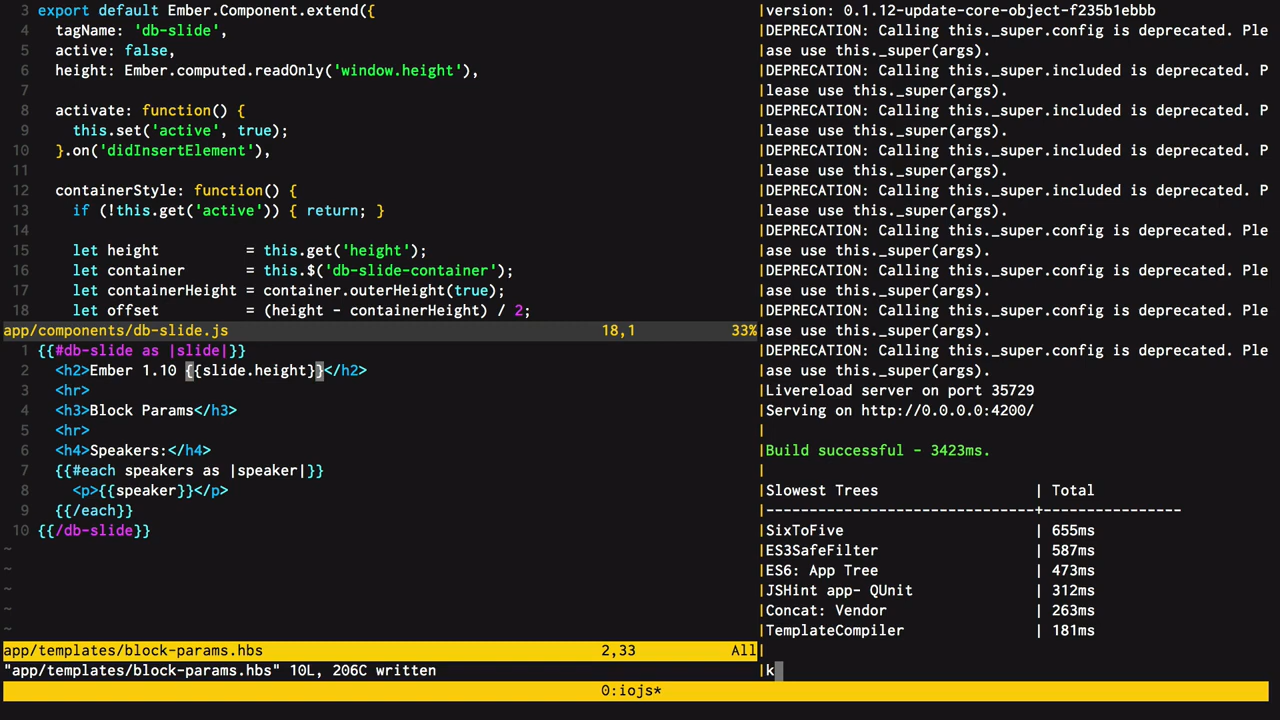 3 export default Ember.Component.extend({
4   tagName: 'db-slide',
5   active: false,
6   height: Ember.computed.readOnly('window.height'),
7
8   activate: function() {
9     this.set('active', true);
10   }.on('didInsertElement'),
11
12   containerStyle: function() {
13     if (!this.get('active')) { return; }
14
15     let height          = this.get('height');
16     let container       = this.$('db-slide-container');
17     let containerHeight = container.outerHeight(true);
18     let offset          = (height - containerHeight) / 2;
app/components/db-slide.js 18,1 33%
1 {{#db-slide as |slide|}}
2   <h2>Ember 1.10 {{slide.height}}</h2>
3   <hr>
4   <h3>Block Params</h3>
5   <hr>
6   <h4>Speakers:</h4>
7   {{#each speakers as |speaker|}}
8     <p>{{speaker}}</p>
9   {{/each}}
10 {{/db-slide}}
~
~
~
~
app/templates/block-params.hbs 2,33 All
"app/templates/block-params.hbs" 10L, 206C written
version: 0.1.12-update-core-object-f235b1ebbb
DEPRECATION: Calling this._super.config is deprecated. Ple
ase use this._super(args).
DEPRECATION: Calling this._super.included is deprecated. P
lease use this._super(args).
DEPRECATION: Calling this._super.included is deprecated. P
lease use this._super(args).
DEPRECATION: Calling this._super.included is deprecated. P
lease use this._super(args).
DEPRECATION: Calling this._super.included is deprecated. P
lease use this._super(args).
DEPRECATION: Calling this._super.config is deprecated. Ple
ase use this._super(args).
DEPRECATION: Calling this._super.config is deprecated. Ple
ase use this._super(args).
DEPRECATION: Calling this._super.config is deprecated. Ple
ase use this._super(args).
DEPRECATION: Calling this._super.config is deprecated. Ple
ase use this._super(args).
Livereload server on port 35729
Serving on http://0.0.0.0:4200/
Build successful - 3423ms.
Slowest Trees                  | Total
-------------------------------+----------------
SixToFive                      | 655ms
ES3SafeFilter                  | 587ms
ES6: App Tree                  | 473ms
JSHint app- QUnit              | 312ms
Concat: Vendor                 | 263ms
TemplateCompiler               | 181ms
k
0:iojs*